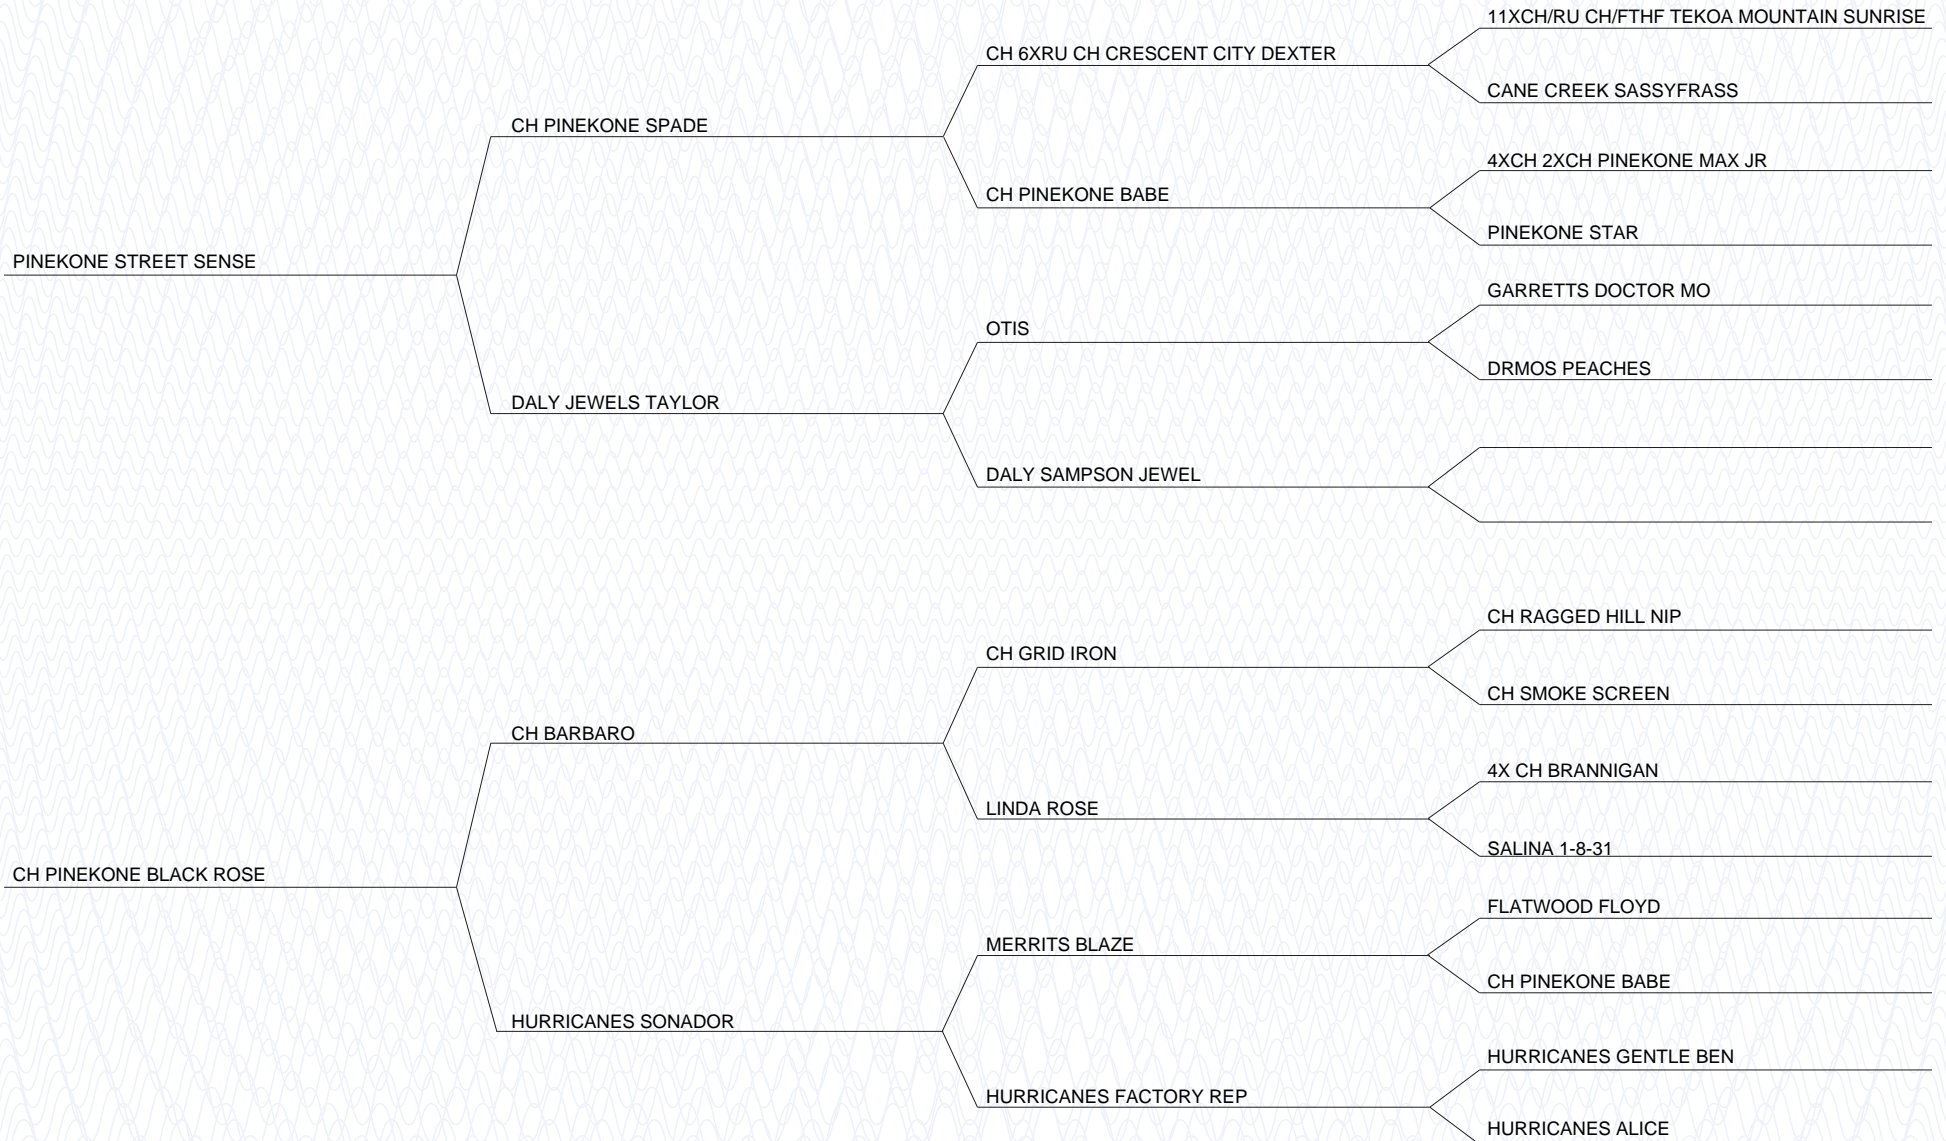 11XCH/RU CH/FTHF TEKOA MOUNTAIN SUNRISE
CH 6XRU CH CRESCENT CITY DEXTER
CANE CREEK SASSYFRASS
CH PINEKONE SPADE
4XCH 2XCH PINEKONE MAX JR
CH PINEKONE BABE
PINEKONE STAR
PINEKONE STREET SENSE
GARRETTS DOCTOR MO
OTIS
DRMOS PEACHES
DALY JEWELS TAYLOR
DALY SAMPSON JEWEL
CH RAGGED HILL NIP
CH GRID IRON
CH SMOKE SCREEN
CH BARBARO
4X CH BRANNIGAN
LINDA ROSE
SALINA 1-8-31
CH PINEKONE BLACK ROSE
FLATWOOD FLOYD
MERRITS BLAZE
CH PINEKONE BABE
HURRICANES SONADOR
HURRICANES GENTLE BEN
HURRICANES FACTORY REP
HURRICANES ALICE